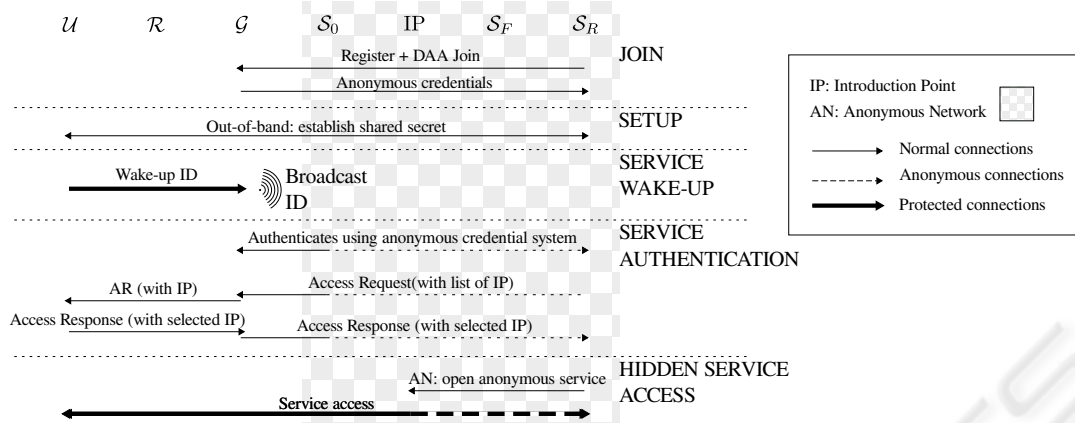 U R G S0 IP SF SR
Register + DAA Join
Anonymous credentials
JOIN
Out-of-band: establish shared secret
SETUP
Wake-up ID
Broadcast
ID
SERVICE
WAKE-UP
Authenticates using anonymous credential system
SERVICE
AUTHENTICATION
Access Request(with list of IP)
AR (with IP)
Access Response (with selected IP)
Access Response (with selected IP)
AN: open anonymous service
HIDDEN SERVICE
ACCESS
Service access
IP: Introduction Point
AN: Anonymous Network
Normal connections
Anonymous connections
Protected connections